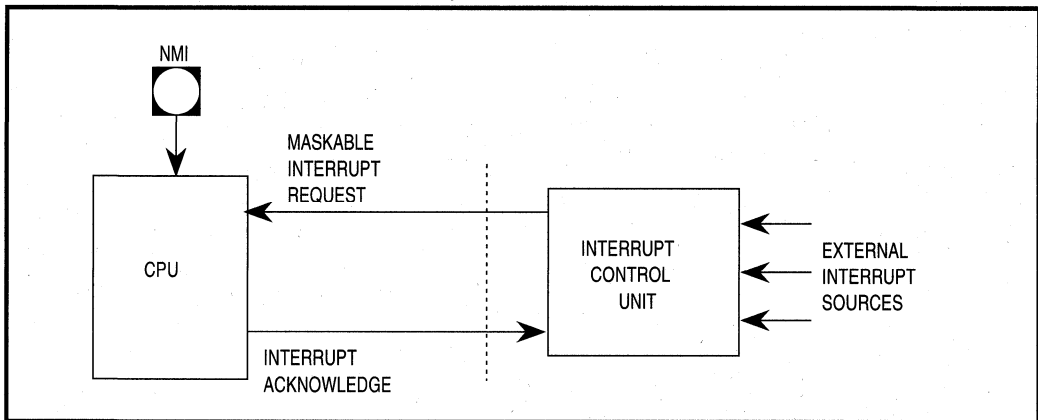 NMI
MASKABLE
INTERRUPT
REQUEST
CPU
INTERRUPT
CONTROL
UNIT
EXTERNAL
INTERRUPT
SOURCES
INTERRUPT
ACKNOWLEDGE